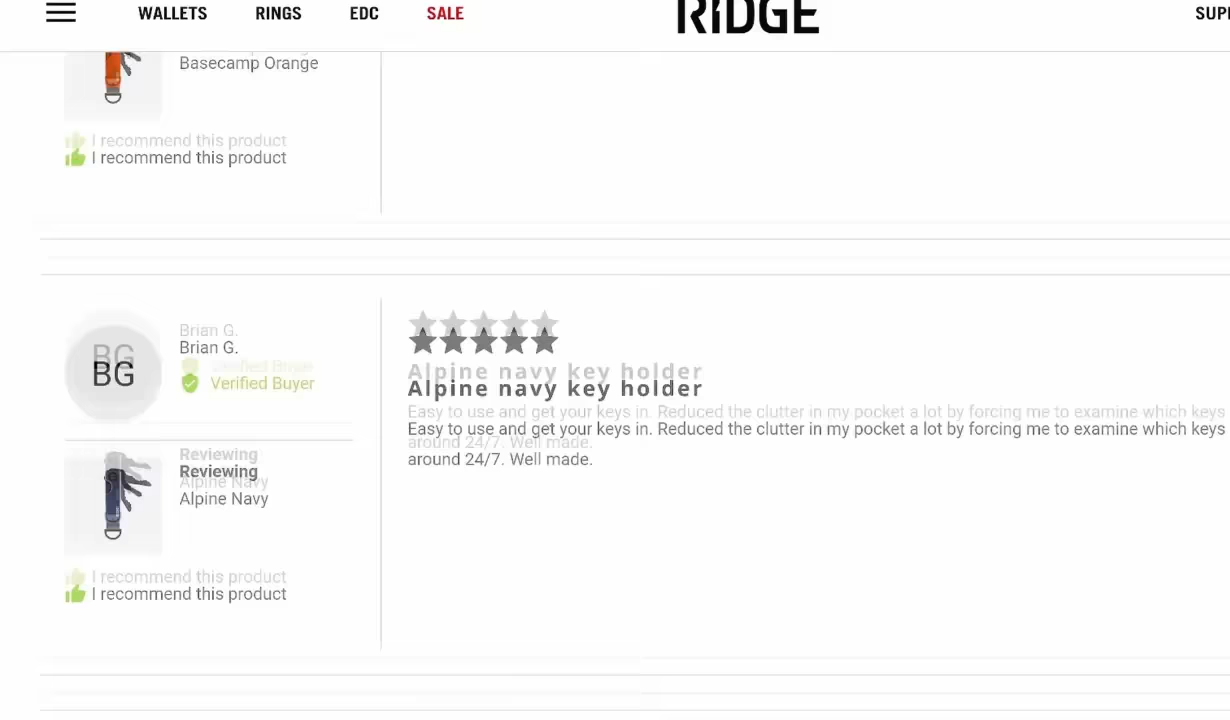 WALLETS RINGS EDC SALE RIDGE
Basecamp Orange
I recommend this product
I recommend this product
BG
BG
Brian G.
Brian G.
Verified Buyer
Verified Buyer
Reviewing
Reviewing
Alpine Navy
Alpine Navy
I recommend this product
I recommend this product
Alpine navy key holder
Alpine navy key holder
Easy to use and get your keys in. Reduced the clutter in my pocket a lot by forcing me to examine which keys
Easy to use and get your keys in. Reduced the clutter in my pocket a lot by forcing me to examine which keys
around 24/7. Well made.
around 24/7. Well made.